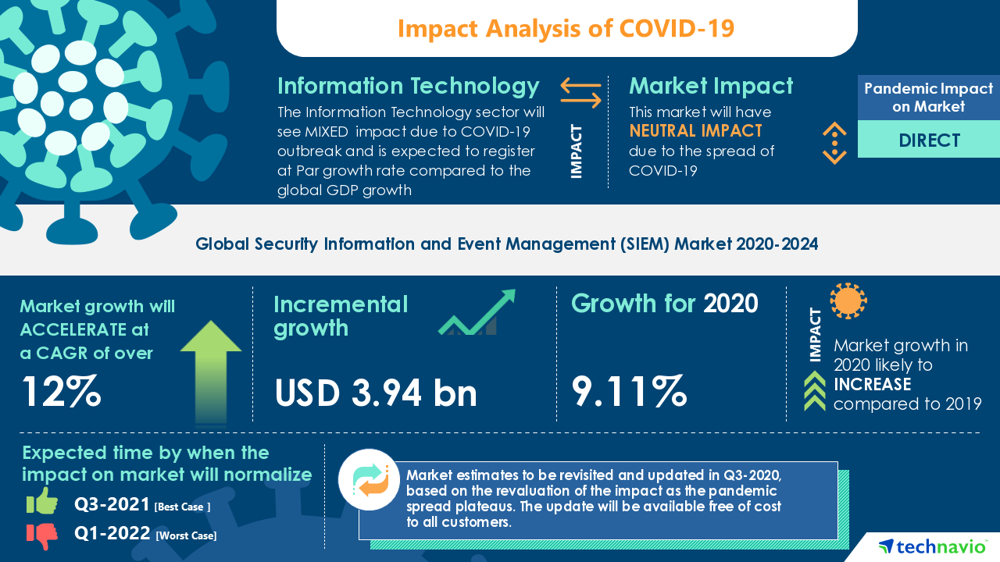 Impact Analysis of COVID-19
Information Technology
The Information Technology sector will
see MIXED impact due to COVID-19
outbreak and is expected to register
at Par growth rate compared to the
global GDP growth
IMPACT
Market Impact
This market will have
NEUTRAL IMPACT
due to the spread of
COVID-19
Pandemic Impact
on Market
DIRECT
Global Security Information and Event Management (SIEM) Market 2020-2024
Market growth will
ACCELERATE at
a CAGR of over
12%
Incremental
growth
USD 3.94 bn
Growth for 2020
9.11%
IMPACT
Market growth in
2020 likely to
INCREASE
compared to 2019
Expected time by when the
impact on market will normalize
Q3-2021 [Best Case ]
Q1-2022 [Worst Case]
Market estimates to be revisited and updated in Q3-2020,
based on the revaluation of the impact as the pandemic
spread plateaus. The update will be available free of cost
to all customers.
technavio